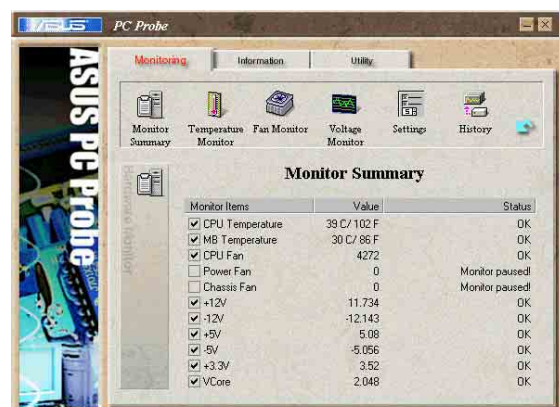 ASUS PC Probe
Monitoring Information Utility
Monitor Summary
Temperature Monitor
Fan Monitor
Voltage Monitor
Settings
History
ASUS PC Probe
Hardware Monitor
Monitor Summary
Monitor Items Value Status
CPU Temperature 39 C/ 102 F OK
MB Temperature 30 C/ 86 F OK
CPU Fan 4272 OK
Power Fan 0 Monitor paused!
Chassis Fan 0 Monitor paused!
+12V 11.734 OK
-12V -12.143 OK
+5V 5.08 OK
-5V -5.056 OK
+3.3V 3.52 OK
VCore 2.048 OK